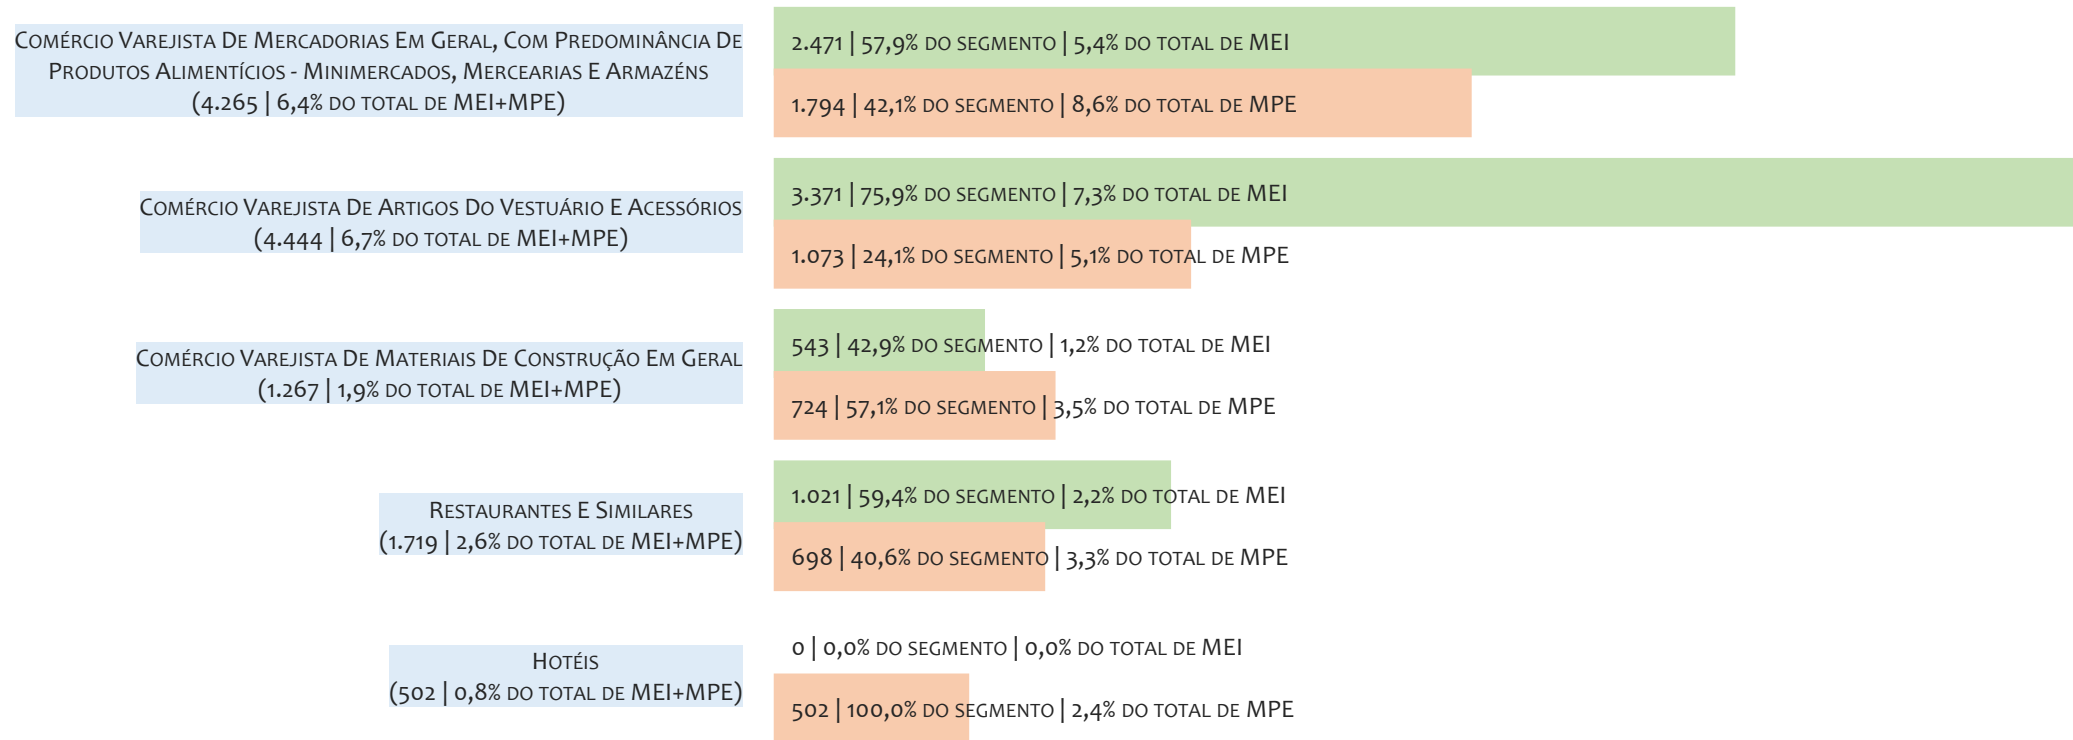 Comércio Varejista De Mercadorias Em Geral, Com Predominância De
Produtos Alimentícios - Minimercados, Mercearias E Armazéns
(4.265 | 6,4% do total de MEI+MPE)
2.471 | 57,9% do segmento | 5,4% do total de MEI
1.794 | 42,1% do segmento | 8,6% do total de MPE
Comércio Varejista De Artigos Do Vestuário E Acessórios
(4.444 | 6,7% do total de MEI+MPE)
3.371 | 75,9% do segmento | 7,3% do total de MEI
1.073 | 24,1% do segmento | 5,1% do total de MPE
Comércio Varejista De Materiais De Construção Em Geral
(1.267 | 1,9% do total de MEI+MPE)
543 | 42,9% do segmento | 1,2% do total de MEI
724 | 57,1% do segmento | 3,5% do total de MPE
Restaurantes E Similares
(1.719 | 2,6% do total de MEI+MPE)
1.021 | 59,4% do segmento | 2,2% do total de MEI
698 | 40,6% do segmento | 3,3% do total de MPE
Hotéis
(502 | 0,8% do total de MEI+MPE)
0 | 0,0% do segmento | 0,0% do total de MEI
502 | 100,0% do segmento | 2,4% do total de MPE